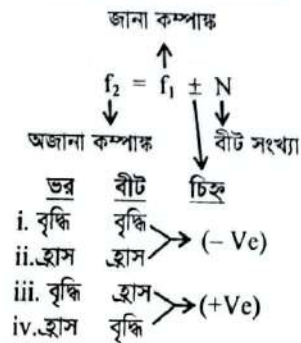 জানা কম্পাঙ্ক
f₂ = f₁ ± N
অজানা কম্পাঙ্ক বীট সংখ্যা
ভর বীট চিহ্ন
i. বৃদ্ধি বৃদ্ধি
(– Ve)
ii. হ্রাস হ্রাস
iii. বৃদ্ধি হ্রাস
(+Ve)
iv. হ্রাস বৃদ্ধি